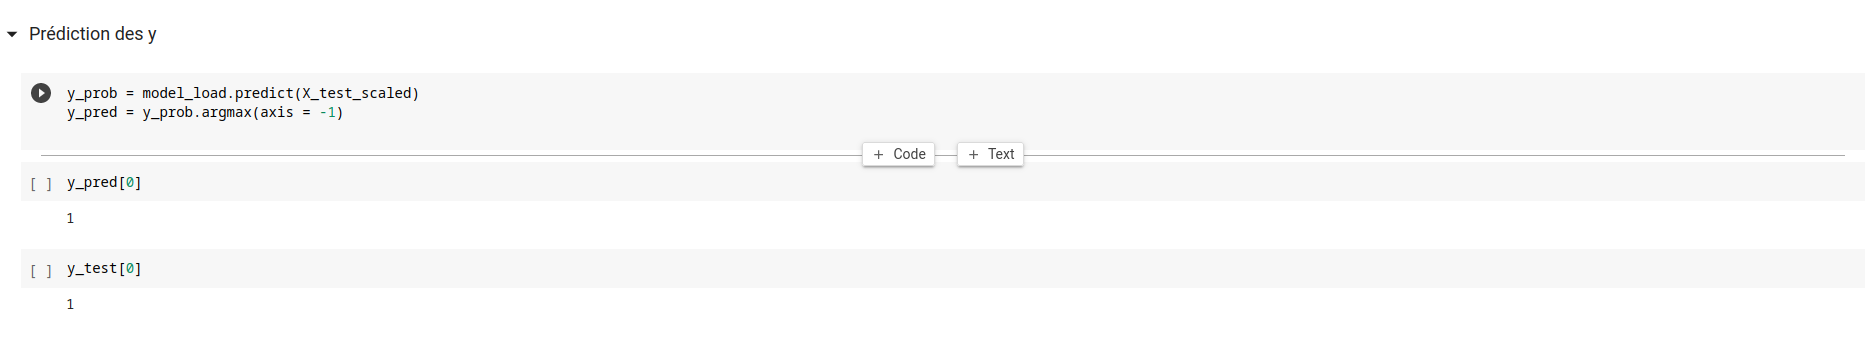 Prédiction des y
y_prob = model_load.predict(X_test_scaled)
y_pred = y_prob.argmax(axis = -1)
+ Code + Text
[ ] y_pred[0]
1
[ ] y_test[0]
1